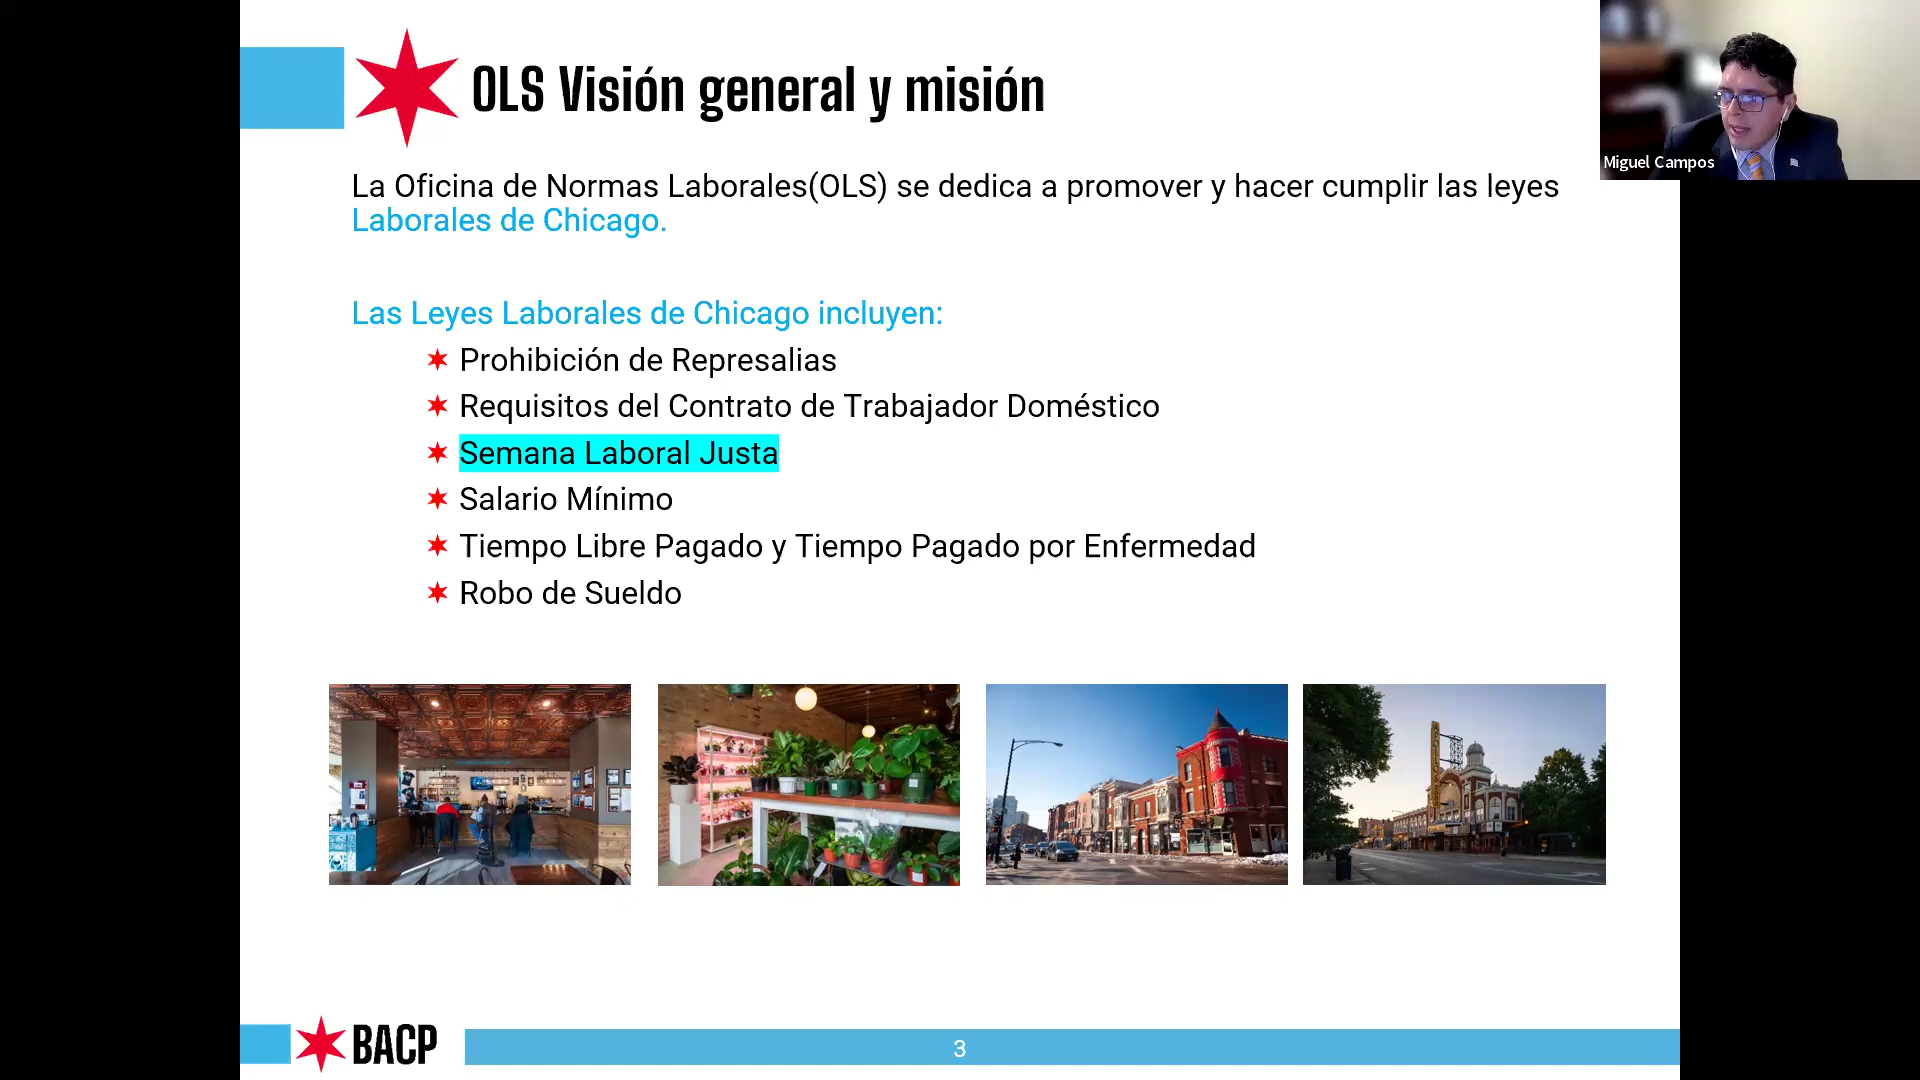 OLS Visión general y misión
Miguel Campos
La Oficina de Normas Laborales(OLS) se dedica a promover y hacer cumplir las leyes
Laborales de Chicago.
Las Leyes Laborales de Chicago incluyen:
Prohibición de Represalias
Requisitos del Contrato de Trabajador Doméstico
Semana Laboral Justa
Salario Mínimo
Tiempo Libre Pagado y Tiempo Pagado por Enfermedad
Robo de Sueldo
BACP
3